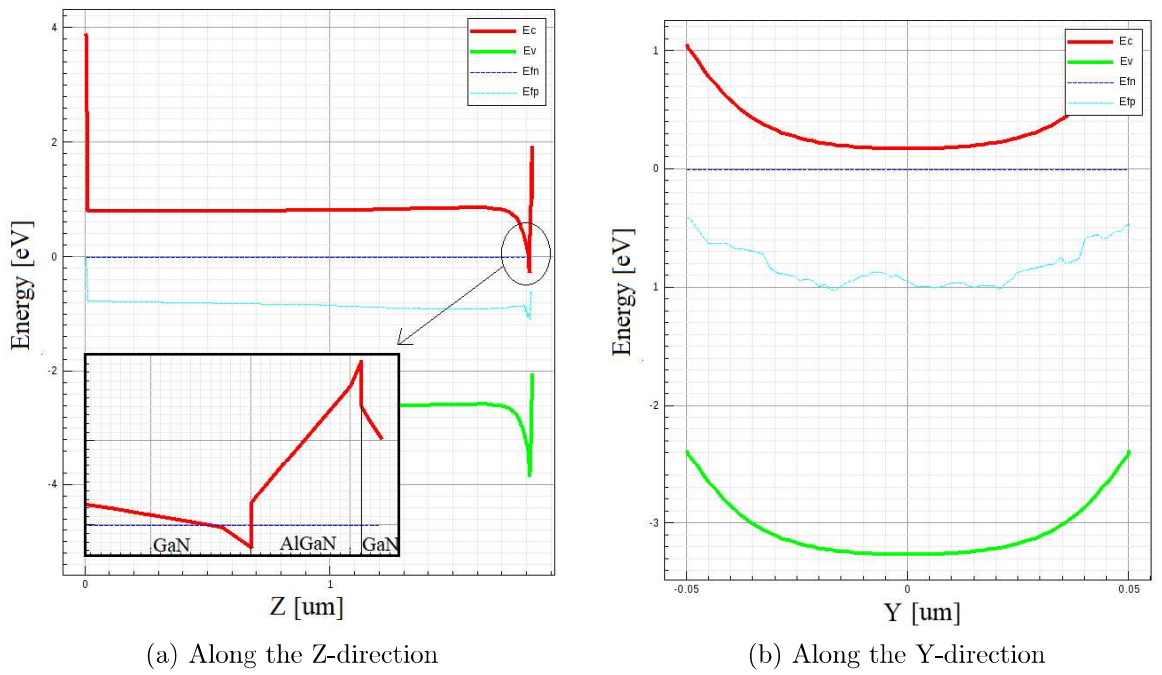 4
2
0
-2
-4
Energy [eV]
Ec
Ev
Efn
Efp
GaN
AlGaN
GaN
0
1
Z [um]
(a) Along the Z-direction
1
0
1
-2
-3
Energy [eV]
Ec
Ev
Efn
Efp
-0.05
0
0.05
Y [um]
(b) Along the Y-direction